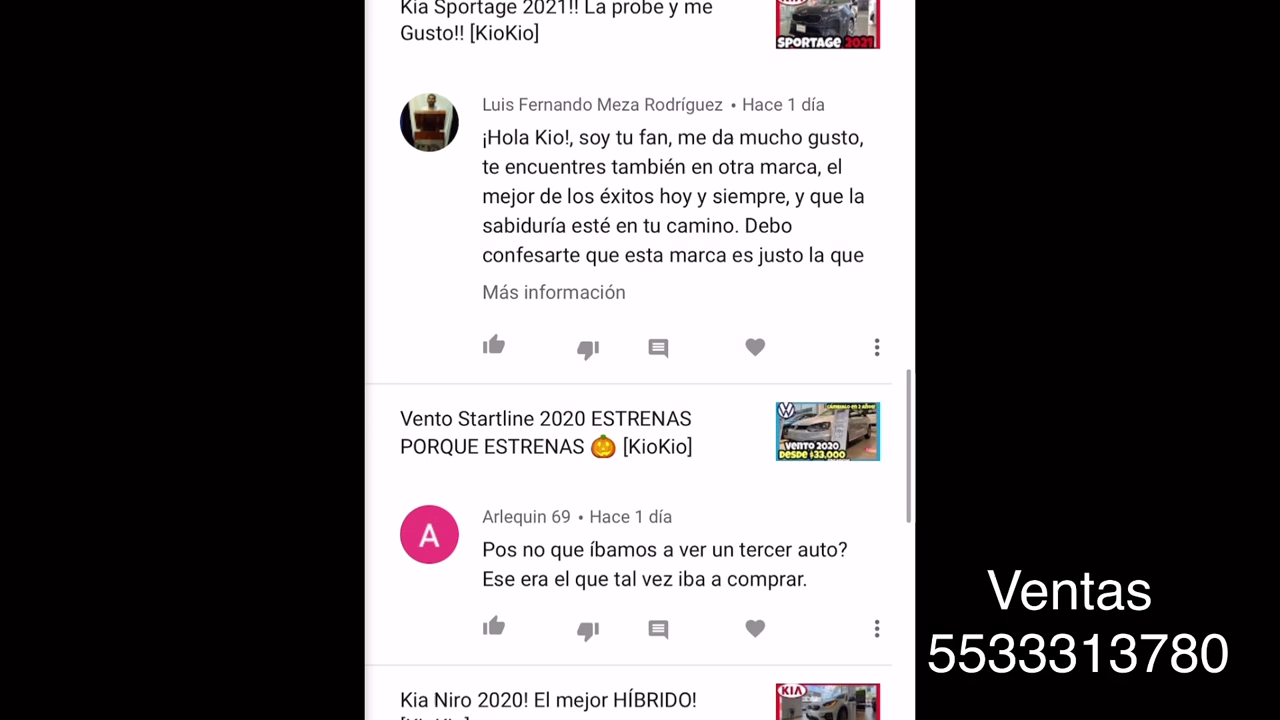 Kia Sportage 2021!! La probe y me
Gusto!! [KioKio]
KIA
SPORTAGE 2021
Luis Fernando Meza Rodríguez • Hace 1 día
¡Hola Kio!, soy tu fan, me da mucho gusto,
te encuentres también en otra marca, el
mejor de los éxitos hoy y siempre, y que la
sabiduría esté en tu camino. Debo
confesarte que esta marca es justo la que
Más información
Vento Startline 2020 ESTRENAS
PORQUE ESTRENAS 🎃 [KioKio]
VENTO 2020
DESDE $33,000
A
Arlequin 69 • Hace 1 día
Pos no que íbamos a ver un tercer auto?
Ese era el que tal vez iba a comprar.
Ventas
5533313780
Kia Niro 2020! El mejor HÍBRIDO!
KIA